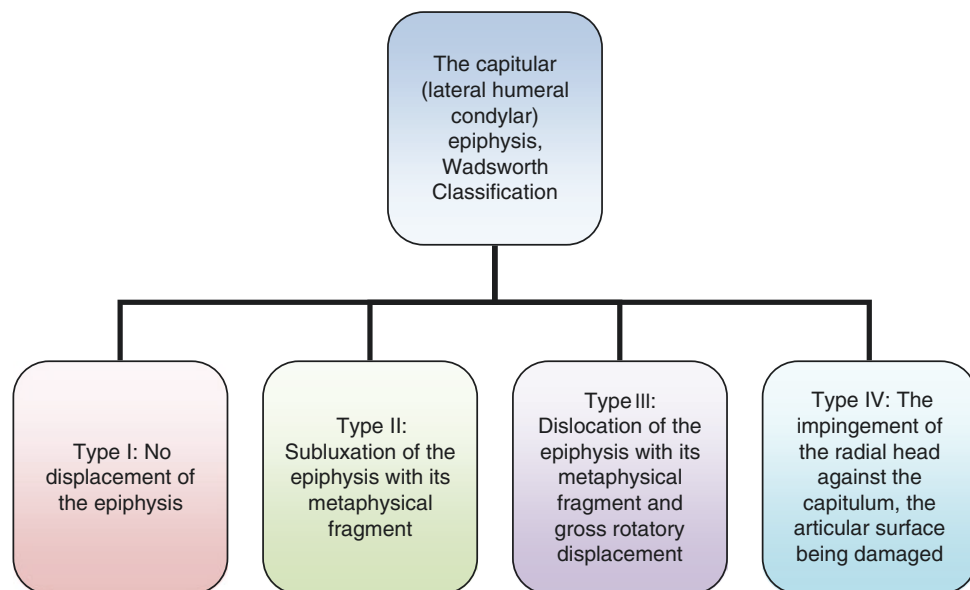 The capitular
(lateral humeral
condylar)
epiphysis,
Wadsworth
Classification
Type I: No
displacement of
the epiphysis
Type II:
Subluxation of the
epiphysis with its
metaphysical
fragment
Type III:
Dislocation of the
epiphysis with its
metaphysical
fragment and
gross rotatory
displacement
Type IV: The
impingement of
the radial head
against the
capitulum, the
articular surface
being damaged